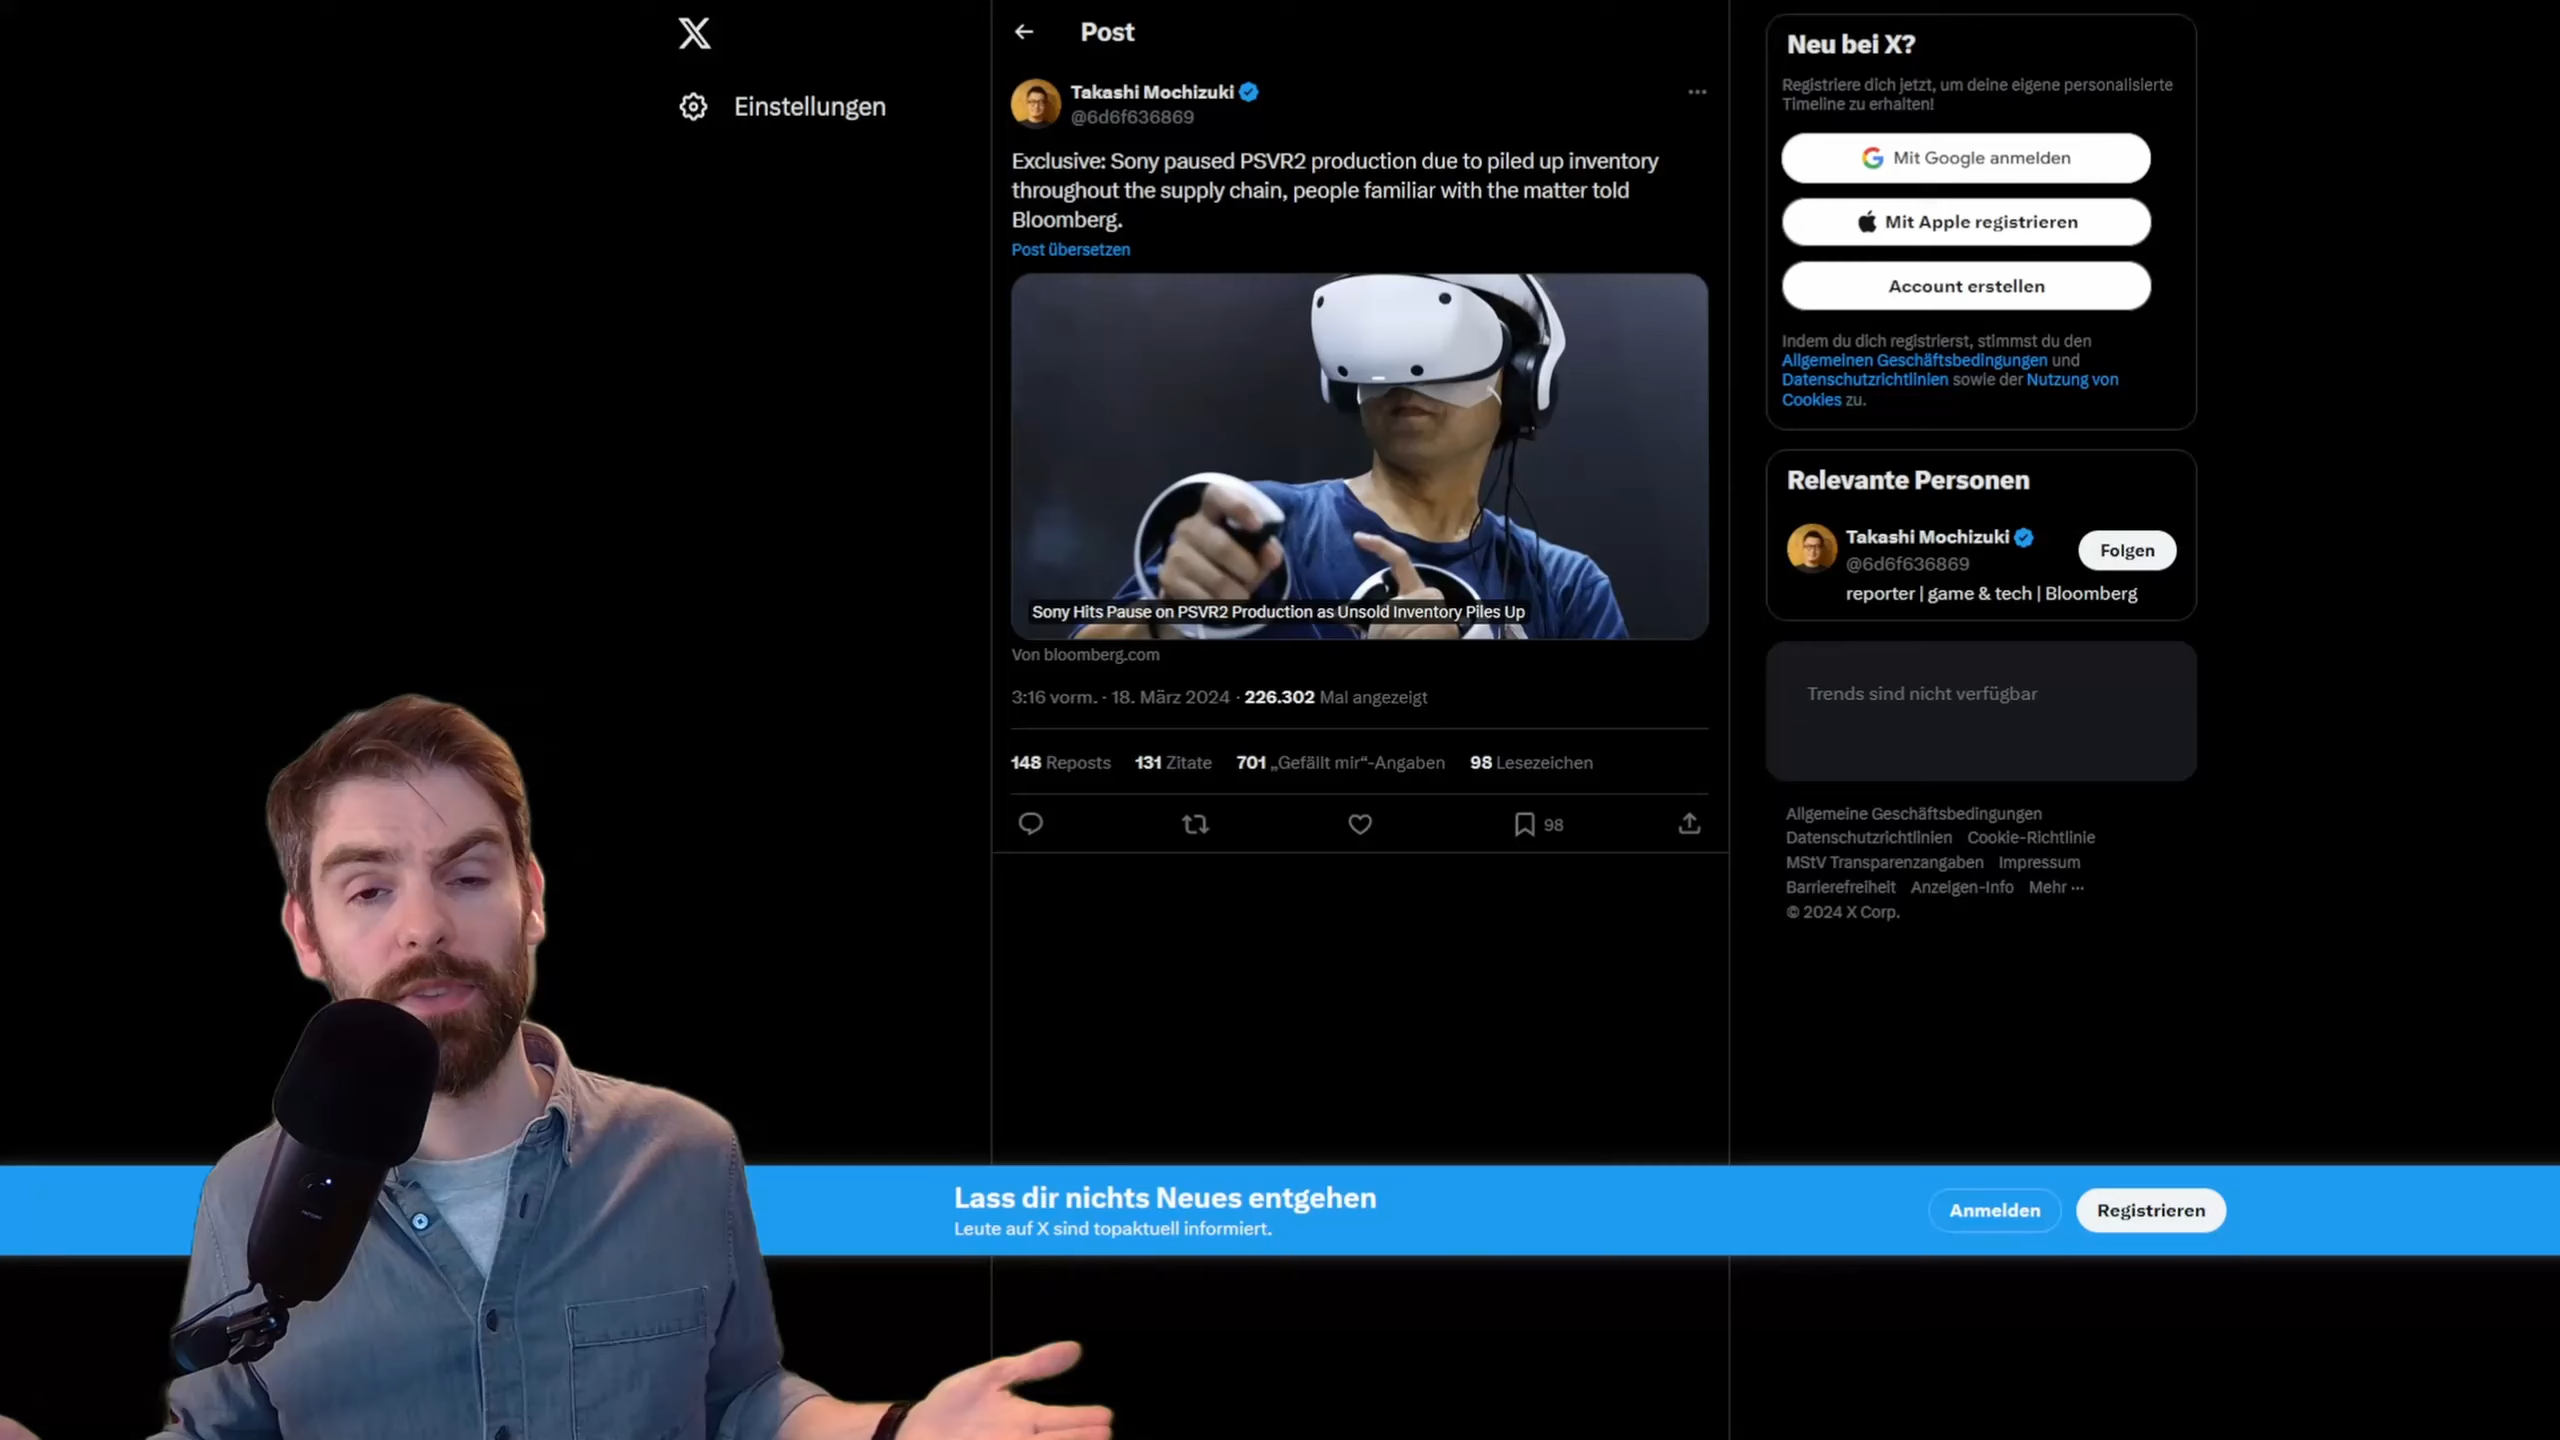 Einstellungen
Post
Takashi Mochizuki
@6d6f636869
Exclusive: Sony paused PSVR2 production due to piled up inventory
throughout the supply chain, people familiar with the matter told
Bloomberg.
Post übersetzen
Sony Hits Pause on PSVR2 Production as Unsold Inventory Piles Up
Von bloomberg.com
3:16 vorm. · 18. März 2024 · 226.302 Mal angezeigt
148 Reposts 131 Zitate 701 „Gefällt mir“-Angaben 98 Lesezeichen
98
Neu bei X?
Registriere dich jetzt, um deine eigene personalisierte
Timeline zu erhalten!
Mit Google anmelden
Mit Apple registrieren
Account erstellen
Indem du dich registrierst, stimmst du den
Allgemeinen Geschäftsbedingungen und
Datenschutzrichtlinien sowie der Nutzung von
Cookies zu.
Relevante Personen
Takashi Mochizuki
@6d6f636869
Folgen
reporter | game & tech | Bloomberg
Trends sind nicht verfügbar
Allgemeine Geschäftsbedingungen
Datenschutzrichtlinien Cookie-Richtlinie
MStV Transparenzangaben Impressum
Barrierefreiheit Anzeigen-Info Mehr ···
© 2024 X Corp.
Lass dir nichts Neues entgehen
Leute auf X sind topaktuell informiert.
Anmelden
Registrieren